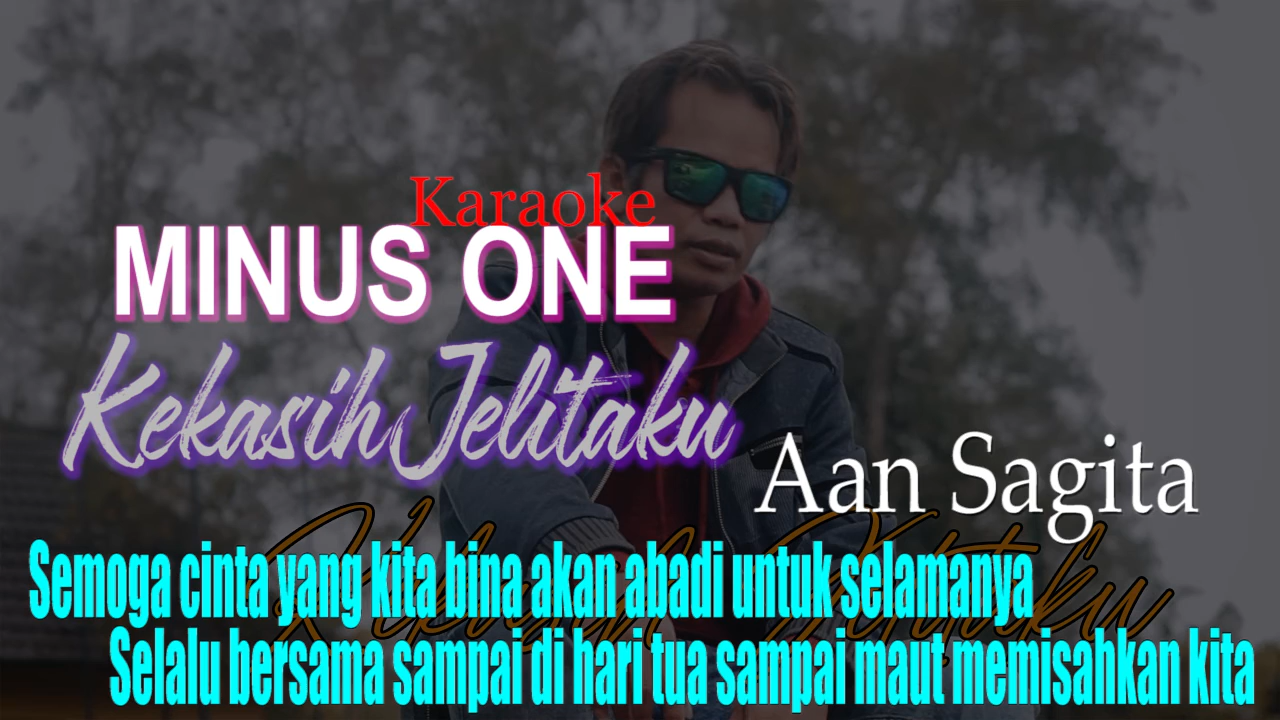 Karaoke
MINUS ONE
Kekasih Jelitaku
Aan Sagita
Semoga cinta yang kita bina akan abadi untuk selamanya
Selalu bersama sampai di hari tua sampai maut memisahkan kita